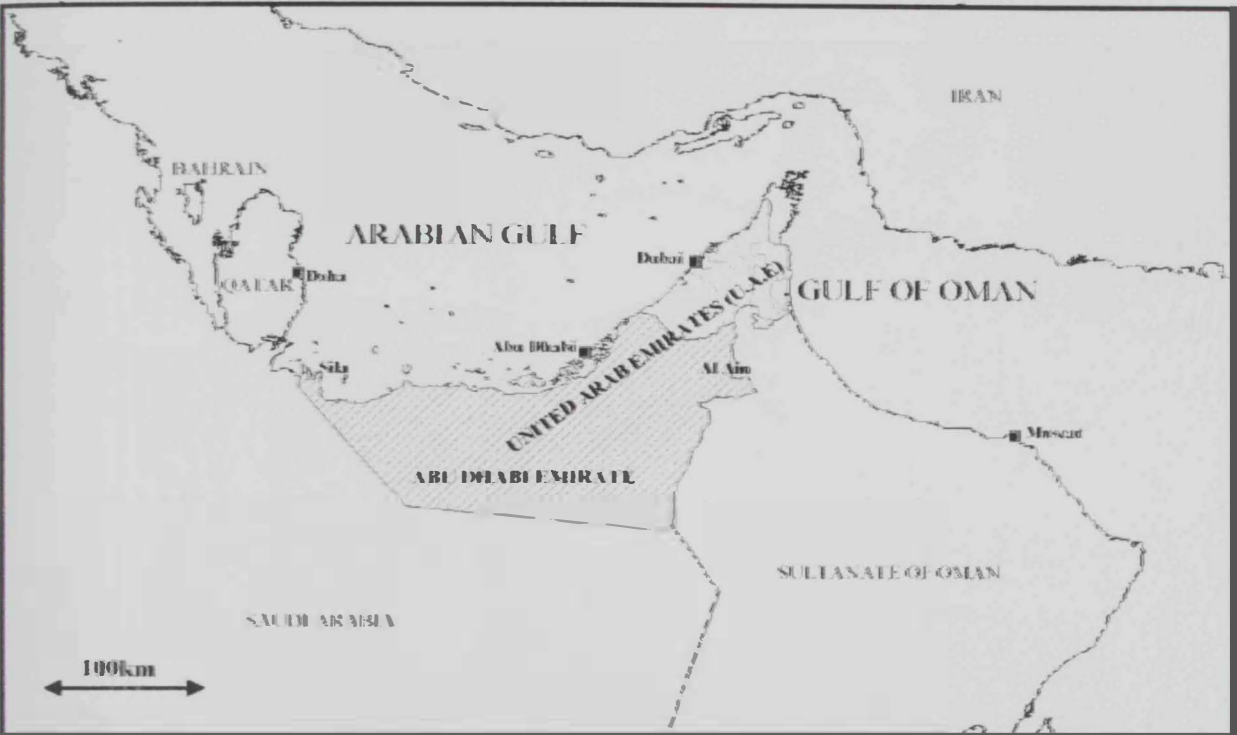 IRAN
BAHRAIN
ARABIAN GULF
Dubai
QATAR
Doha
GULF OF OMAN
UNITED ARAB EMIRATES (U.A.E)
Abu Dhabi
Sila
Al Ain
Muscat
ABU DHABI EMIRATE
SULTANATE OF OMAN
SAUDI ARABIA
100km